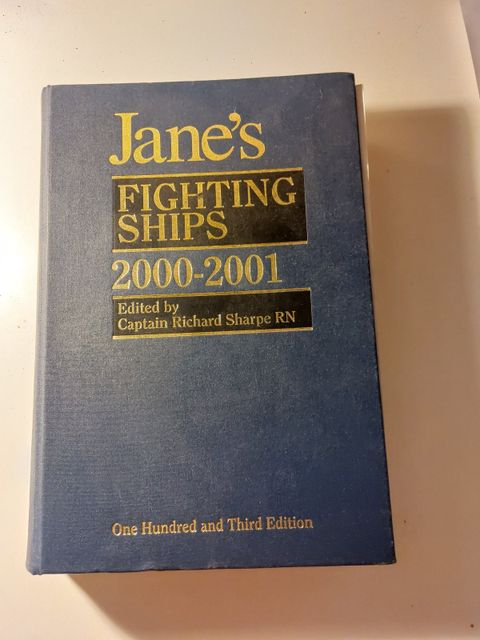 Jane's
FIGHTING
SHIPS
2000-2001
Edited by
Captain Richard Sharpe RN
One Hundred and Third Edition